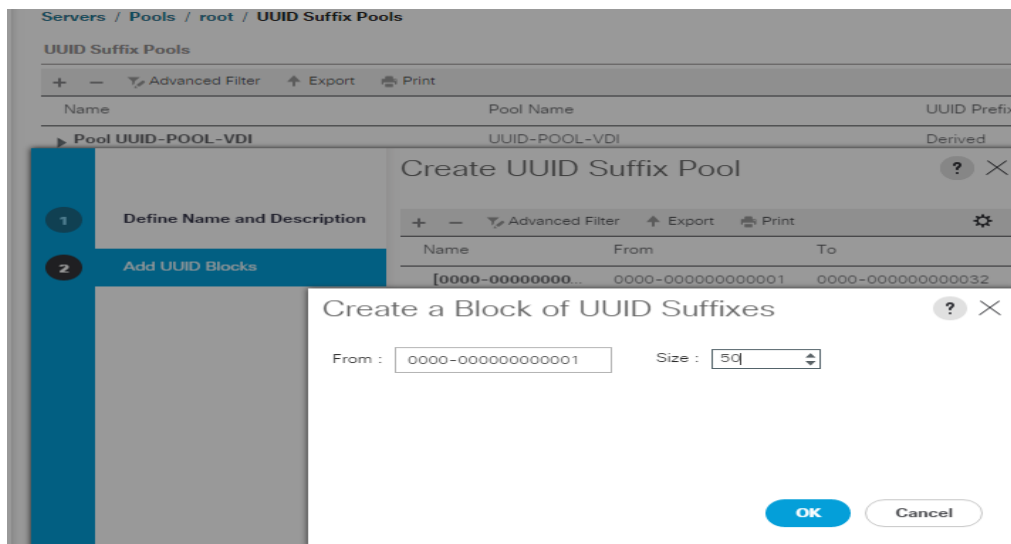 Servers / Pools / root / UUID Suffix Pools
UUID Suffix Pools
+ − Advanced Filter Export Print
Name Pool Name UUID Prefix
Pool UUID-POOL-VDI UUID-POOL-VDI Derived
Create UUID Suffix Pool ?
1 Define Name and Description
+ − Advanced Filter Export Print
Name From To
2 Add UUID Blocks
[0000-00000000... 0000-000000000001 0000-000000000032
Create a Block of UUID Suffixes ?
From : 0000-000000000001 Size : 50
OK Cancel